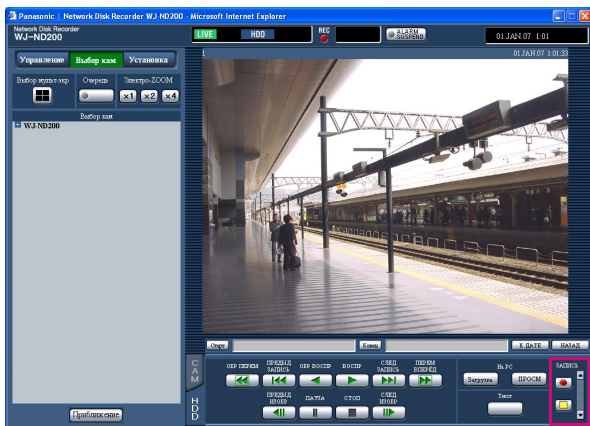 Panasonic | Network Disk Recorder WJ-ND200 - Microsoft Internet Explorer
Network Disk Recorder
WJ-ND200
LIVE HDD REC ALARM SUSPEND 01.JAN.07 1:01
Управление Выбор кам Установка
1 01.JAN.07 1:01:33
Выбор мульт-экр Очередь Электро-ZOOM
x1 x2 x4
Выбор кам
WJ-ND200
Старт Конец К ДАТЕ НАЗАД
CAM
HDD
ОБР ПЕРЕМ ПРЕДЫД ЗАПИСЬ ОБР ВОСПР ВОСПР СЛЕД ЗАПИСЬ ПЕРЕМ ВПЕРЁД
На PC
Загрузка ПРОСМ
ЗАПИСЬ
ПРЕДЫД ИЗОБР ПАУЗА СТОП СЛЕД ИЗОБР
Текст
Приближение